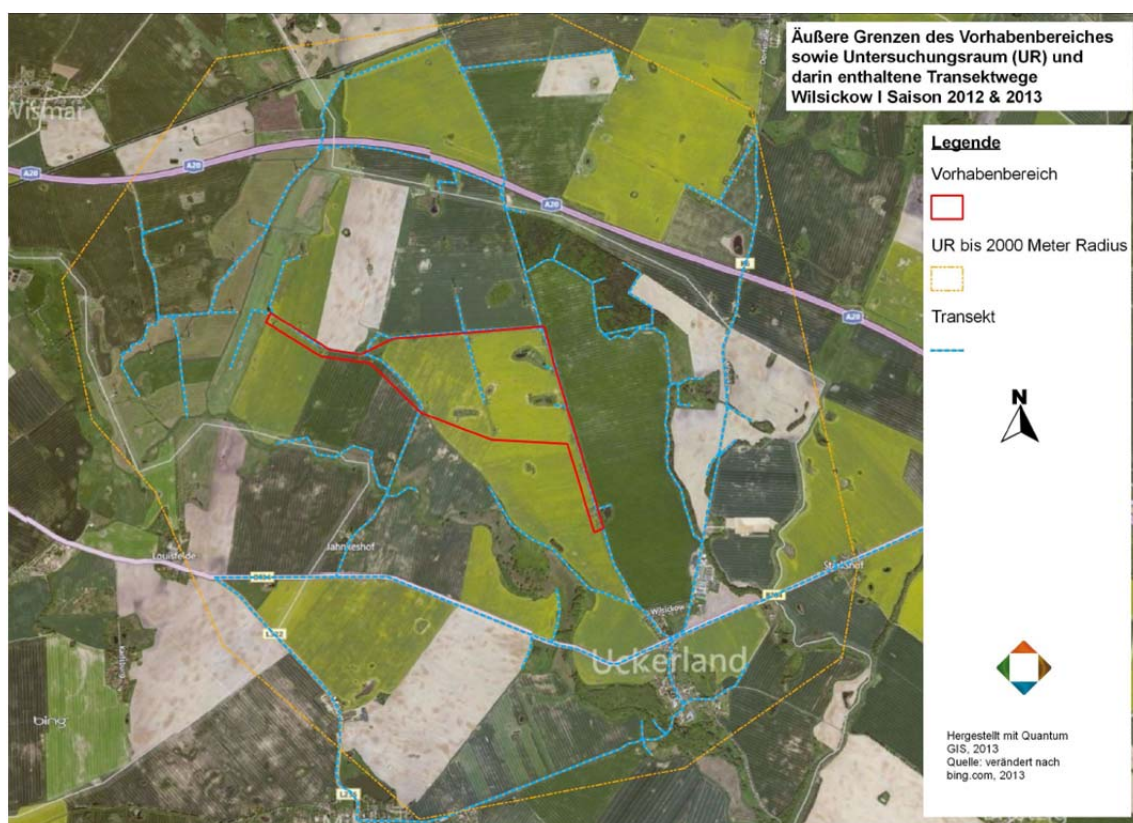 Äußere Grenzen des Vorhabenbereiches
sowie Untersuchungsraum (UR) und
darin enthaltene Transektwege
Wilsickow I Saison 2012 & 2013
Legende
Vorhabenbereich
UR bis 2000 Meter Radius
Transekt
N
Hergestellt mit Quantum
GIS, 2013
Quelle: verändert nach
bing.com, 2013
Wismar
A20
A20
A20
Louisfelde
Jahnkeshof
Wilsickow
Uckerland
bing